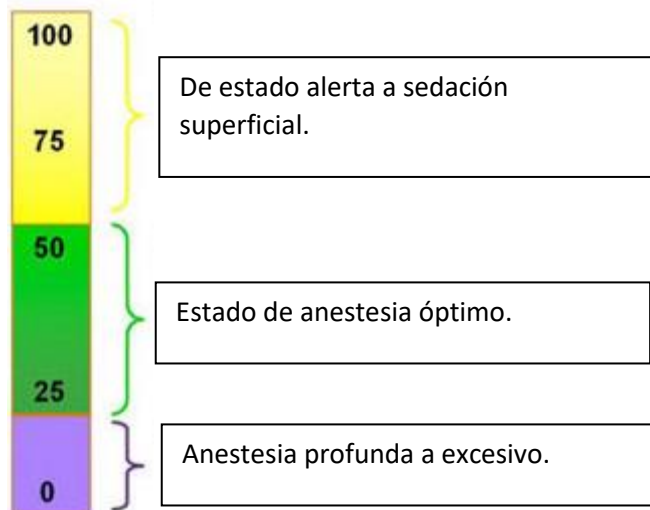 100
De estado alerta a sedación
superficial.
75
50
Estado de anestesia óptimo.
25
Anestesia profunda a excesivo.
0